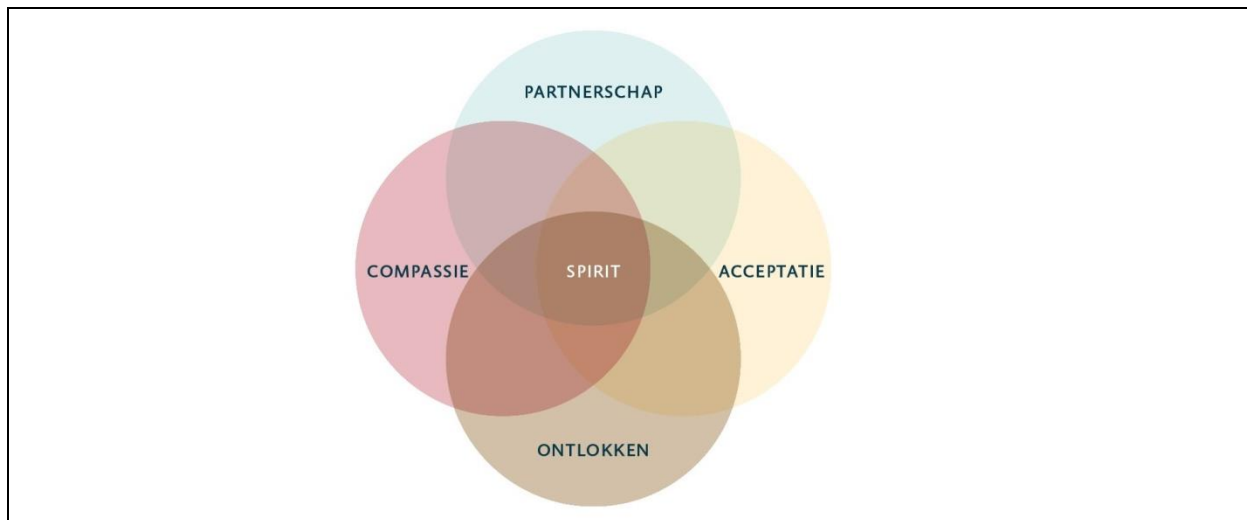 PARTNERSCHAP
COMPASSIE
SPIRIT
ACCEPTATIE
ONTLOKKEN